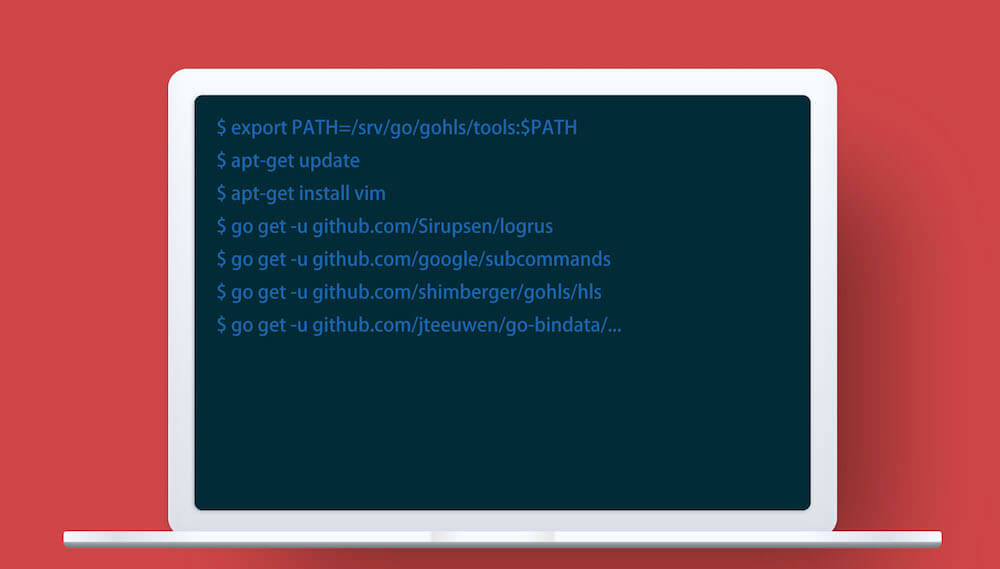 $ export PATH=/srv/go/gohls/tools:$PATH
$ apt-get update
$ apt-get install vim
$ go get -u github.com/Sirupsen/logrus
$ go get -u github.com/google/subcommands
$ go get -u github.com/shimberger/gohls/hls
$ go get -u github.com/jteeuwen/go-bindata/...